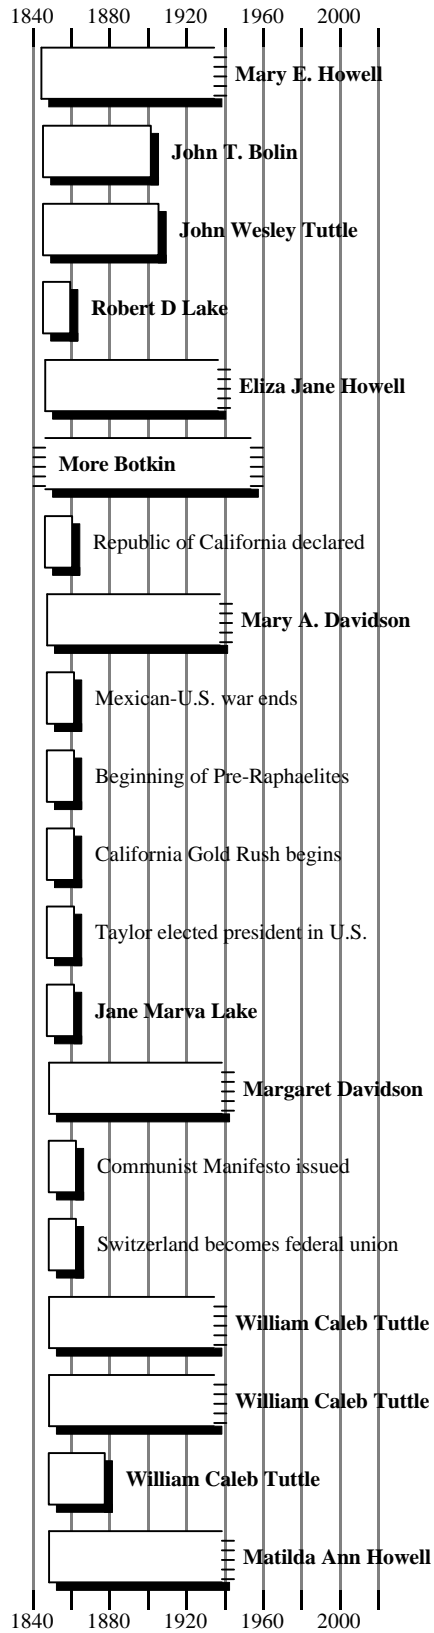 1840 1880 1920 1960 2000
Mary E. Howell
John T. Bolin
John Wesley Tuttle
Robert D Lake
Eliza Jane Howell
More Botkin
Republic of California declared
Mary A. Davidson
Mexican-U.S. war ends
Beginning of Pre-Raphaelites
California Gold Rush begins
Taylor elected president in U.S.
Jane Marva Lake
Margaret Davidson
Communist Manifesto issued
Switzerland becomes federal union
William Caleb Tuttle
William Caleb Tuttle
William Caleb Tuttle
Matilda Ann Howell
1840 1880 1920 1960 2000